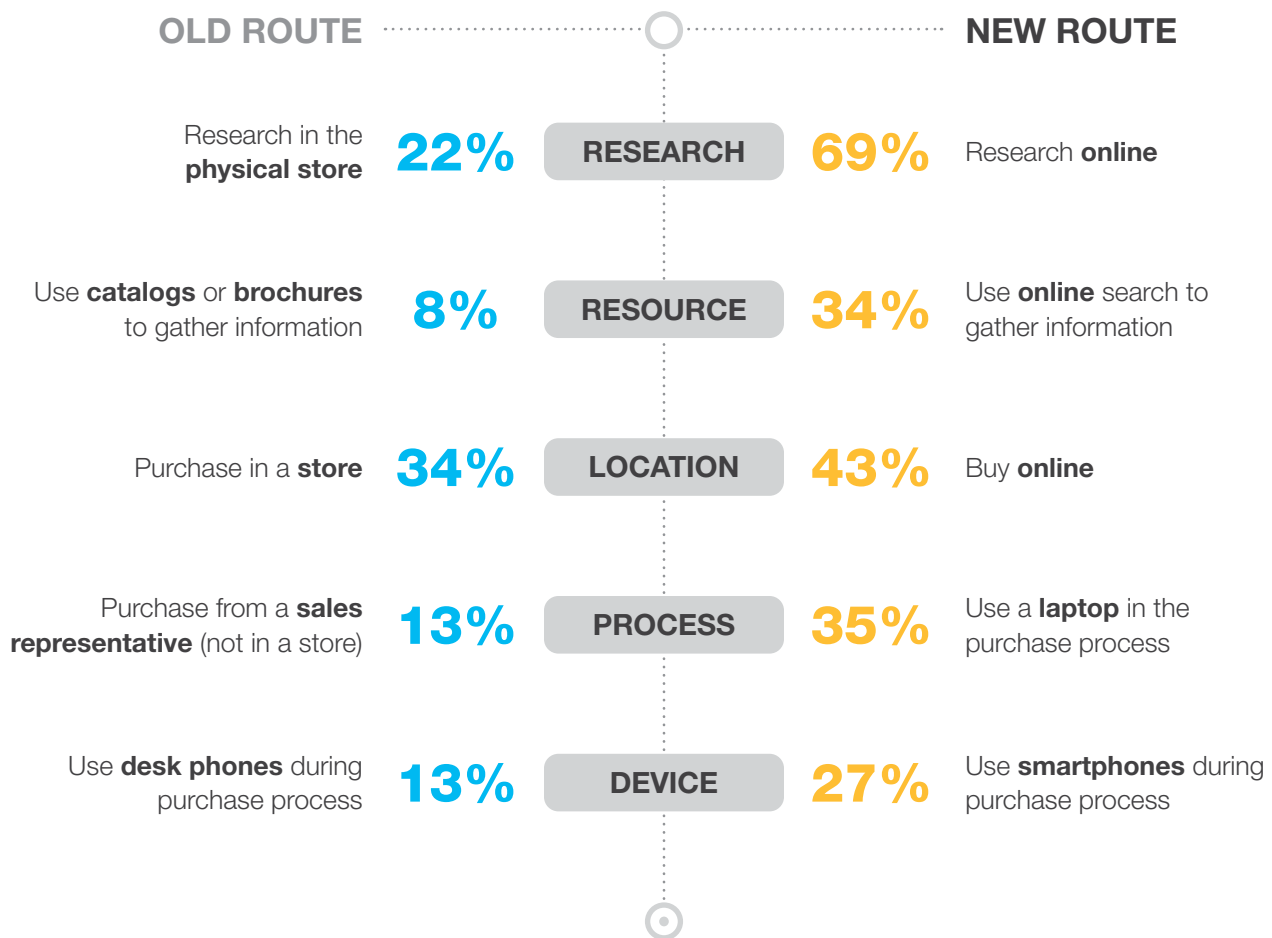 OLD ROUTE
NEW ROUTE
Research in the
physical store
22%
RESEARCH
69%
Research online
Use catalogs or brochures
to gather information
8%
RESOURCE
34%
Use online search to
gather information
Purchase in a store
34%
LOCATION
43%
Buy online
Purchase from a sales
representative (not in a store)
13%
PROCESS
35%
Use a laptop in the
purchase process
Use desk phones during
purchase process
13%
DEVICE
27%
Use smartphones during
purchase process